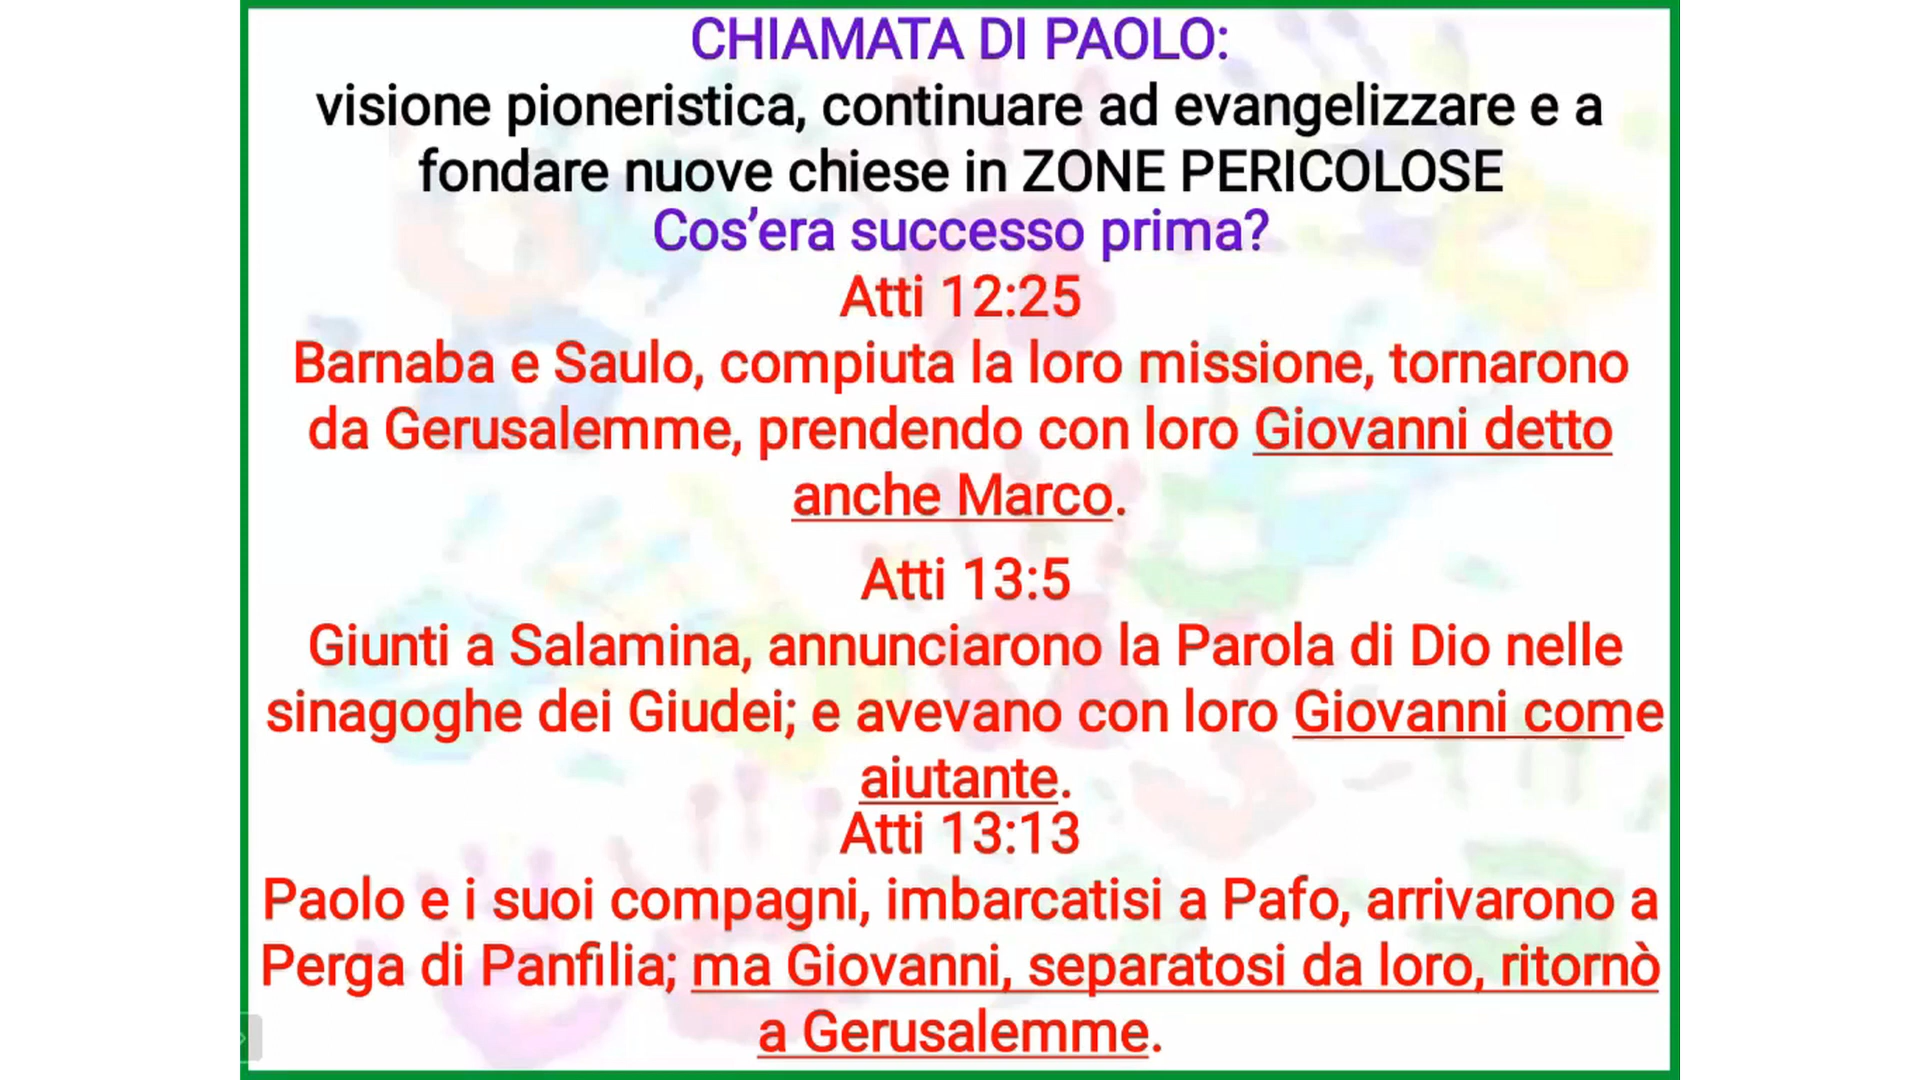 CHIAMATA DI PAOLO:
visione pioneristica, continuare ad evangelizzare e a
fondare nuove chiese in ZONE PERICOLOSE
Cos’era successo prima?
Atti 12:25
Barnaba e Saulo, compiuta la loro missione, tornarono
da Gerusalemme, prendendo con loro Giovanni detto
anche Marco.
Atti 13:5
Giunti a Salamina, annunciarono la Parola di Dio nelle
sinagoghe dei Giudei; e avevano con loro Giovanni come
aiutante.
Atti 13:13
Paolo e i suoi compagni, imbarcatisi a Pafo, arrivarono a
Perga di Panfilia; ma Giovanni, separatosi da loro, ritornò
a Gerusalemme.